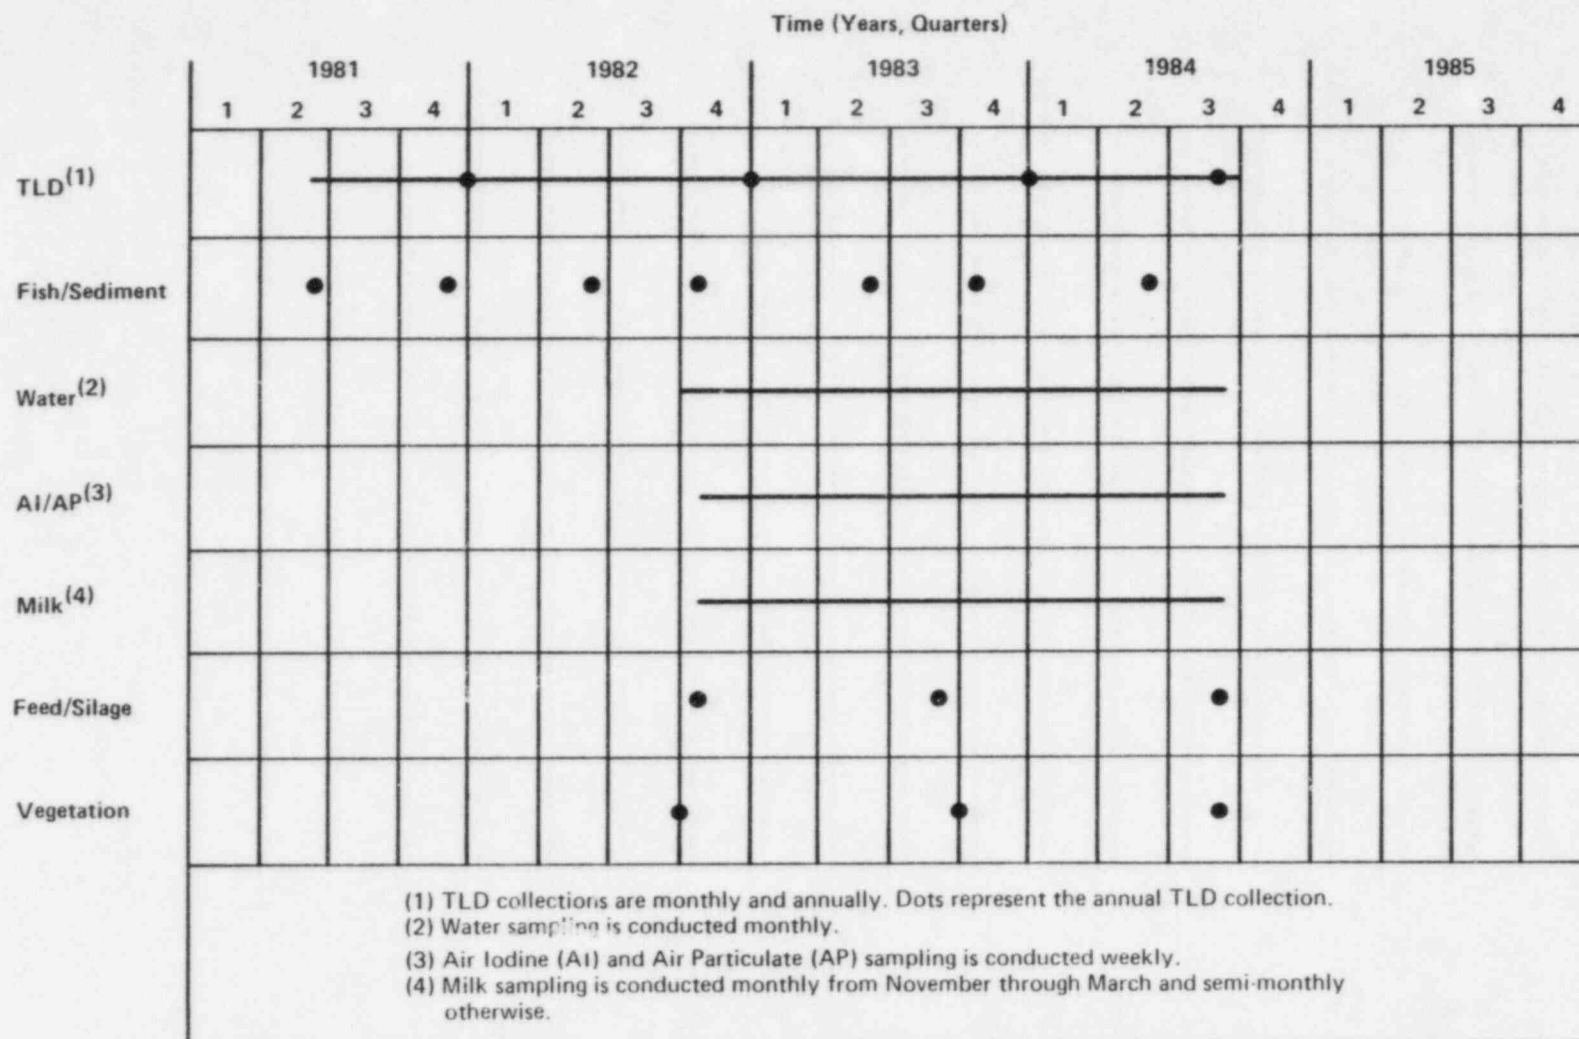 Time (Years, Quarters)
1981 1982 1983 1984 1985
1 2 3 4 1 2 3 4 1 2 3 4 1 2 3 4 1 2 3 4
TLD(1)
Fish/Sediment
Water(2)
AI/AP(3)
Milk(4)
Feed/Silage
Vegetation
(1) TLD collections are monthly and annually. Dots represent the annual TLD collection.
(2) Water sampling is conducted monthly.
(3) Air Iodine (AI) and Air Particulate (AP) sampling is conducted weekly.
(4) Milk sampling is conducted monthly from November through March and semi-monthly
otherwise.